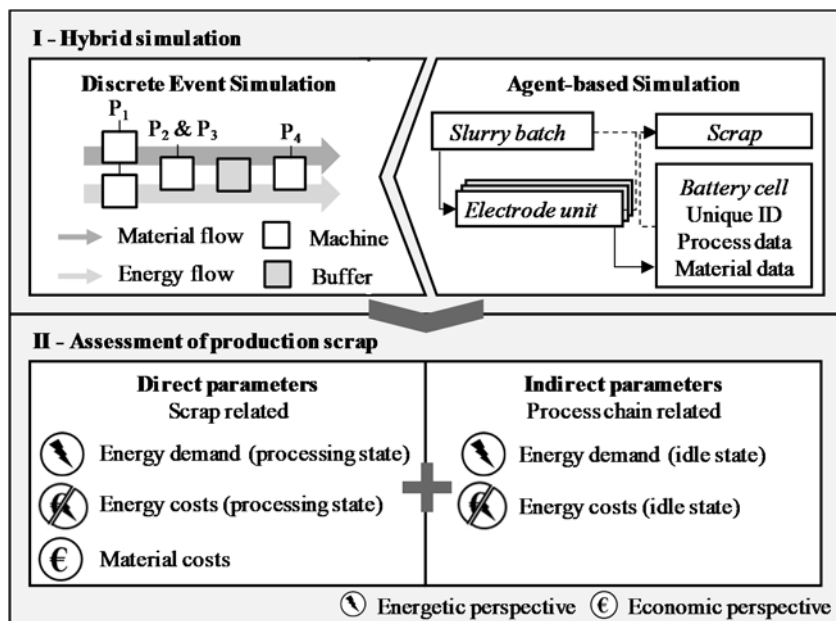 I - Hybrid simulation
Discrete Event Simulation
P1
P2 & P3
P4
Material flow
Machine
Energy flow
Buffer
Agent-based Simulation
Slurry batch
Scrap
Electrode unit
Battery cell
Unique ID
Process data
Material data
II - Assessment of production scrap
Direct parameters
Scrap related
Energy demand (processing state)
€ Energy costs (processing state)
€ Material costs
+
Indirect parameters
Process chain related
Energy demand (idle state)
€ Energy costs (idle state)
Energetic perspective
€ Economic perspective